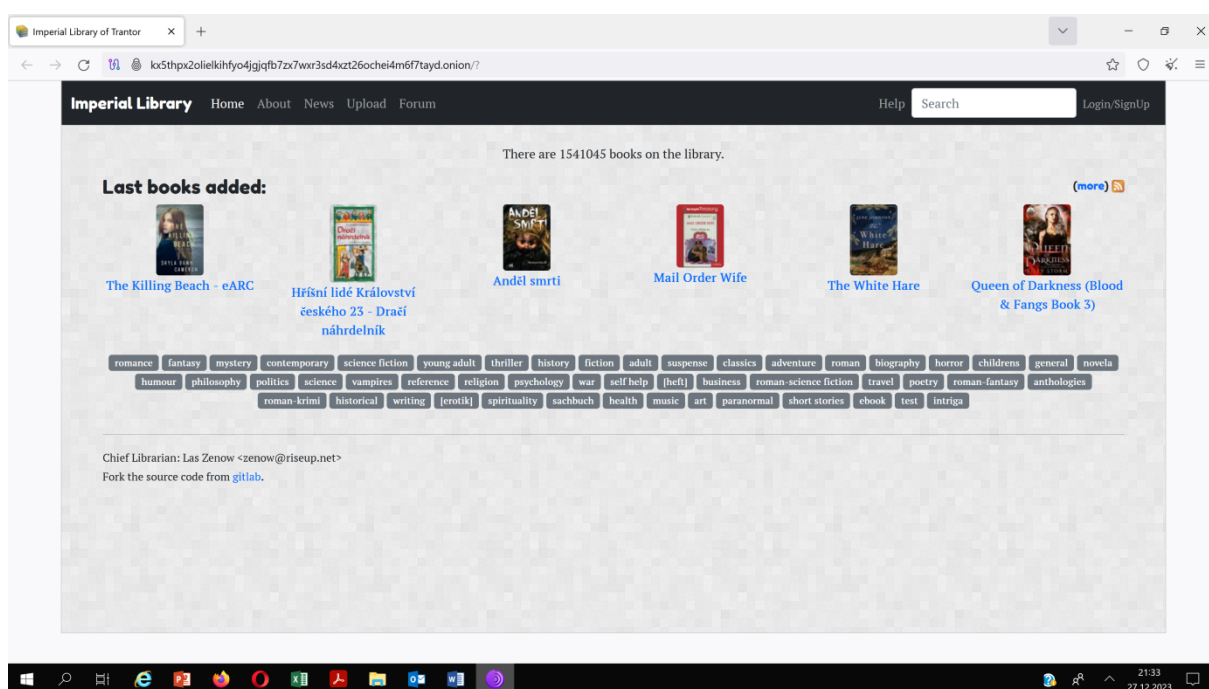 Imperial Library of Trantor
kx5thpx2olielkihfyo4jgjqfb7zx7wxr3sd4xzt26ochei4m6f7tayd.onion/?
Imperial Library Home About News Upload Forum Help Search Login/SignUp
There are 1541045 books on the library.
Last books added: (more)
The Killing Beach - eARC
Hříšní lidé Království
českého 23 - Dračí
náhrdelník
ANDĚL
SMRTI
Anděl smrti
Mail Order Wife
White
Hare
The White Hare
QUEEN
DARKNESS
Queen of Darkness (Blood
& Fangs Book 3)
romance fantasy mystery contemporary science fiction young adult thriller history fiction adult suspense classics adventure roman biography horror childrens general novela
humour philosophy politics science vampires reference religion psychology war self help [heft] business roman-science fiction travel poetry roman-fantasy anthologies
roman-krimi historical writing [erotik] spirituality sachbuch health music art paranormal short stories ebook test intriga
Chief Librarian: Las Zenow <zenow@riseup.net>
Fork the source code from gitlab.
21:33
27.12.2023